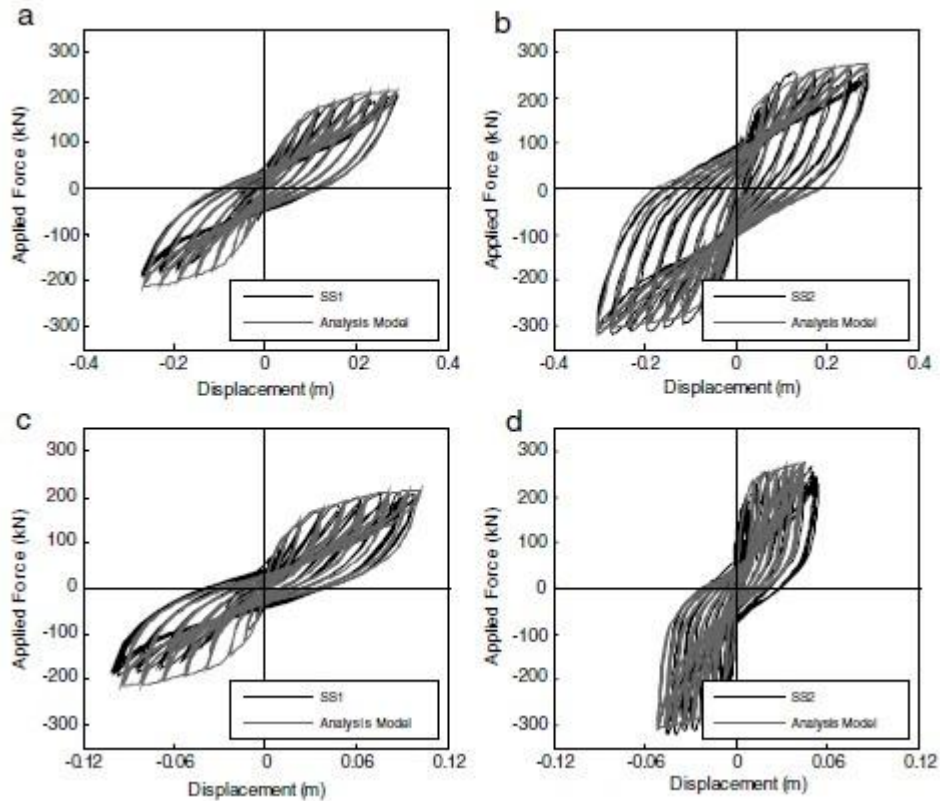 a
300
200
100
0
-100
-200
-300
Applied Force (kN)
SS1
Analysis Model
-0.4 -0.2 0 0.2 0.4
Displacement (m)
b
300
200
100
0
-100
-200
-300
Applied Force (kN)
SS2
Analysis Model
-0.4 -0.2 0 0.2 0.4
Displacement (m)
c
300
200
100
0
-100
-200
-300
Applied Force (kN)
SS1
Analysis Model
-0.12 -0.06 0 0.06 0.12
Displacement (m)
d
300
200
100
0
-100
-200
-300
Applied Force (kN)
SS2
Analysis Model
-0.12 -0.06 0 0.06 0.12
Displacement (m)